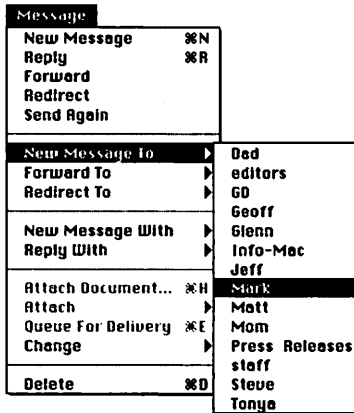 Message
New Message ⌘N
Reply ⌘R
Forward
Redirect
Send Again
New Message To
Forward To
Redirect To
New Message With
Reply With
Attach Document... ⌘H
Attach
Queue For Delivery ⌘E
Change
Delete ⌘D
Dad
editors
GD
Geoff
Glenn
Info-Mac
Jeff
Mark
Matt
Mom
Press Releases
staff
Steve
Tonya